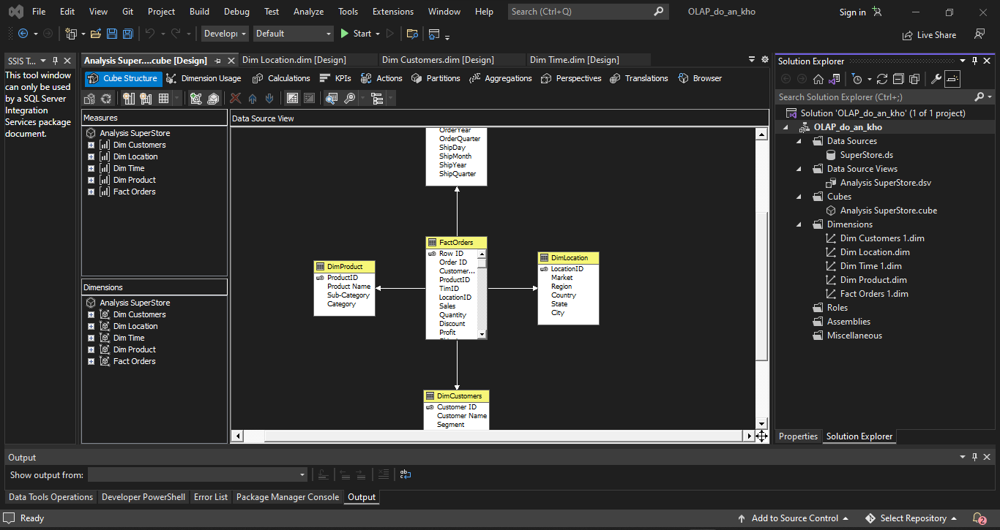 File Edit View Git Project Build Debug Test Analyze Tools Extensions Window Help Search (Ctrl+Q) OLAP_do_an_kho Sign in
Develop Default Start Live Share
SSIS T...
This tool window
can only be used
by a SQL Server
Integration
Services package
document.
Analysis Super....cube [Design] Dim Location.dim [Design] Dim Customers.dim [Design] Dim Time.dim [Design]
Cube Structure Dimension Usage Calculations KPIs Actions Partitions Aggregations Perspectives Translations Browser
Measures
Analysis SuperStore
Dim Customers
Dim Location
Dim Time
Dim Product
Fact Orders
Dimensions
Analysis SuperStore
Dim Customers
Dim Location
Dim Time
Dim Product
Fact Orders
Data Source View
OrderYear
OrderQuarter
ShipDay
ShipMonth
ShipYear
ShipQuarter
FactOrders
Row ID
Order ID
Customer...
ProductID
TimID
LocationID
Sales
Quantity
Discount
Profit
DimProduct
ProductID
Product Name
Sub-Category
Category
DimLocation
LocationID
Market
Region
Country
State
City
DimCustomers
Customer ID
Customer Name
Segment
Solution Explorer
Search Solution Explorer (Ctrl+;)
Solution 'OLAP_do_an_kho' (1 of 1 project)
OLAP_do_an_kho
Data Sources
SuperStore.ds
Data Source Views
Analysis SuperStore.dsv
Cubes
Analysis SuperStore.cube
Dimensions
Dim Customers 1.dim
Dim Location.dim
Dim Time 1.dim
Dim Product.dim
Fact Orders 1.dim
Roles
Assemblies
Miscellaneous
Properties Solution Explorer
Output
Show output from:
Data Tools Operations Developer PowerShell Error List Package Manager Console Output
Ready Add to Source Control Select Repository 2